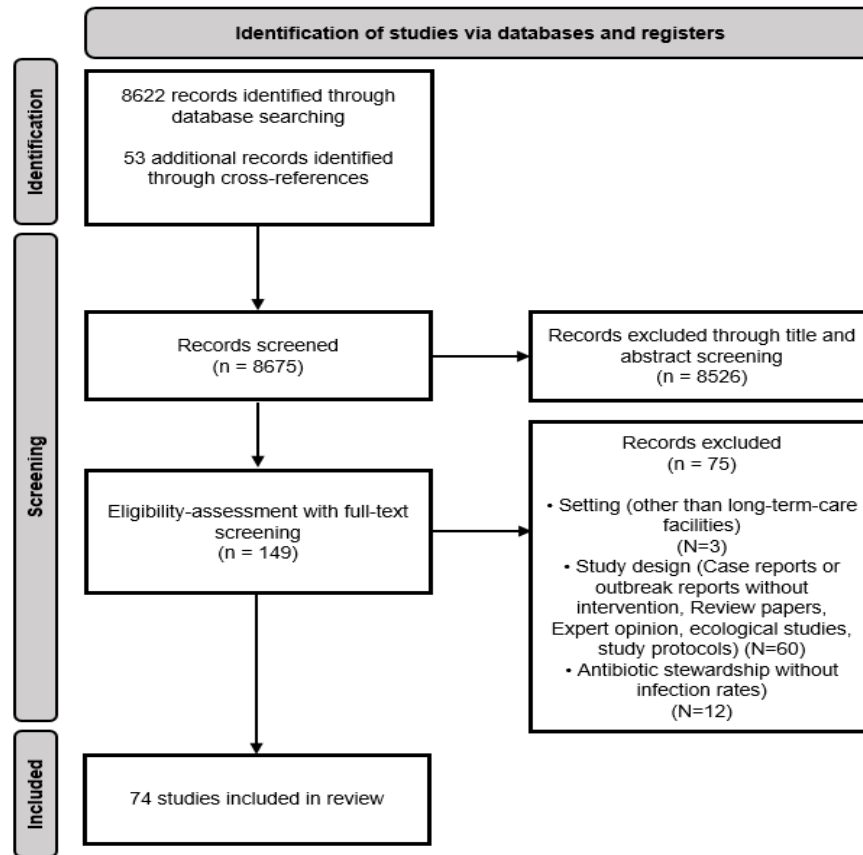 Identification of studies via databases and registers
Identification
8622 records identified through
database searching
53 additional records identified
through cross-references
Screening
Records screened
(n = 8675)
Records excluded through title and
abstract screening
(n = 8526)
Eligibility-assessment with full-text
screening
(n = 149)
Records excluded
(n = 75)
• Setting (other than long-term-care
facilities)
(N=3)
• Study design (Case reports or
outbreak reports without
intervention, Review papers,
Expert opinion, ecological studies,
study protocols) (N=60)
• Antibiotic stewardship without
infection rates)
(N=12)
Included
74 studies included in review